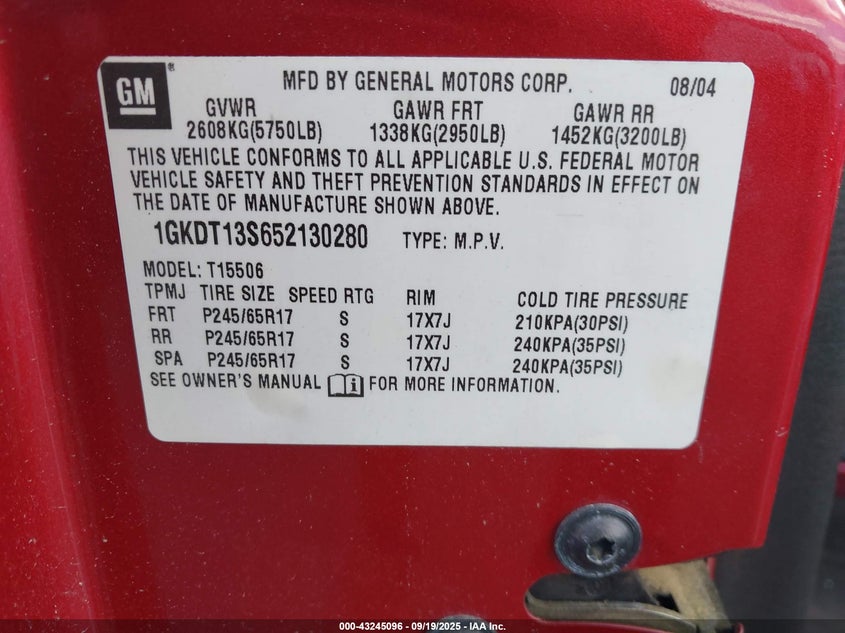 GM® MFD BY GENERAL MOTORS CORP. 08/04
GVWR GAWR FRT GAWR RR
2608KG(5750LB) 1338KG(2950LB) 1452KG(3200LB)
THIS VEHICLE CONFORMS TO ALL APPLICABLE U.S. FEDERAL MOTOR
VEHICLE SAFETY AND THEFT PREVENTION STANDARDS IN EFFECT ON
THE DATE OF MANUFACTURE SHOWN ABOVE.
1GKDT13S652130280 TYPE: M.P.V.
MODEL: T15506
TPMJ TIRE SIZE SPEED RTG RIM COLD TIRE PRESSURE
FRT P245/65R17 S 17X7J 210KPA(30PSI)
RR P245/65R17 S 17X7J 240KPA(35PSI)
SPA P245/65R17 S 17X7J 240KPA(35PSI)
SEE OWNER'S MANUAL i FOR MORE INFORMATION.
000-43245096 - 09/19/2025 - IAA Inc.